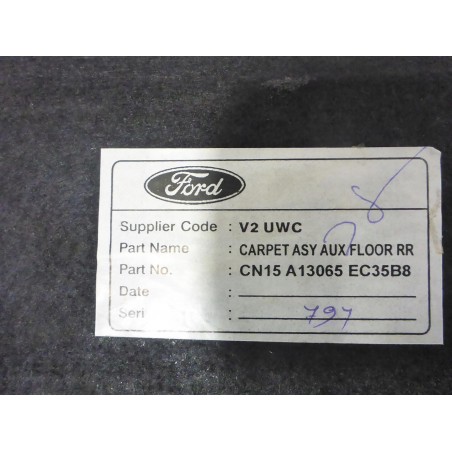 Ford
Supplier Code : V2 UWC
Part Name : CARPET ASY AUX/FLOOR RR
Part No. : CN15 A13065 EC35B8
Date :
Seri : 797